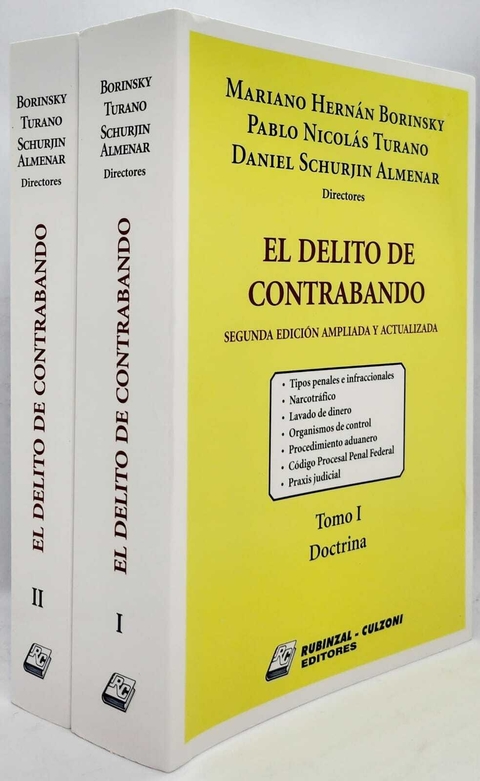 BORINSKY
TURANO
SCHURJIN
ALMENAR
Directores
EL DELITO DE CONTRABANDO
II
RC
BORINSKY
TURANO
SCHURJIN
ALMENAR
Directores
EL DELITO DE CONTRABANDO
I
RC
MARIANO HERNÁN BORINSKY
PABLO NICOLÁS TURANO
DANIEL SCHURJIN ALMENAR
Directores
EL DELITO DE
CONTRABANDO
SEGUNDA EDICIÓN AMPLIADA Y ACTUALIZADA
• Tipos penales e infraccionales
• Narcotráfico
• Lavado de dinero
• Organismos de control
• Procedimiento aduanero
• Código Procesal Penal Federal
• Praxis judicial
Tomo I
Doctrina
RC
RUBINZAL - CULZONI
EDITORES